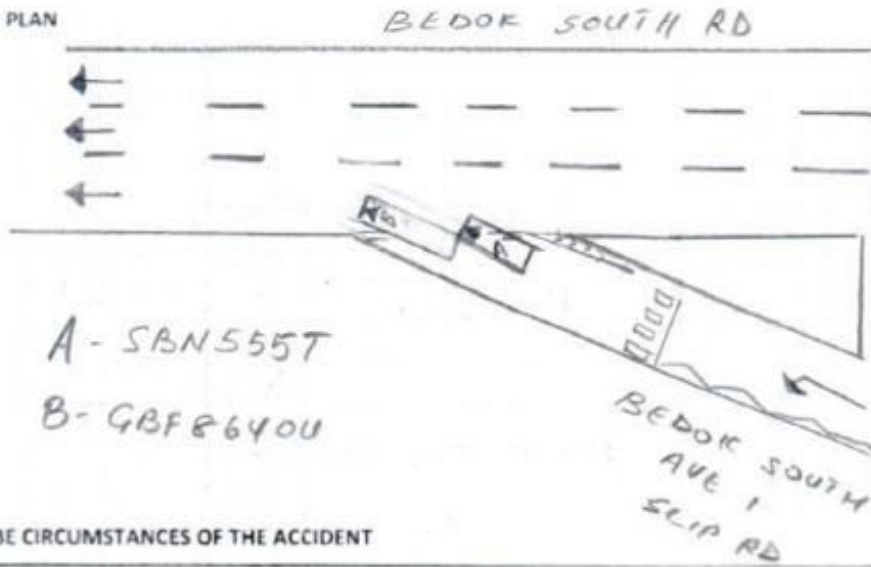 PLAN
BEDOK SOUTH RD
B
A
A - SBN555T
B - GBF8640U
BEDOK SOUTH
AVE 1
SLIP RD
BE CIRCUMSTANCES OF THE ACCIDENT